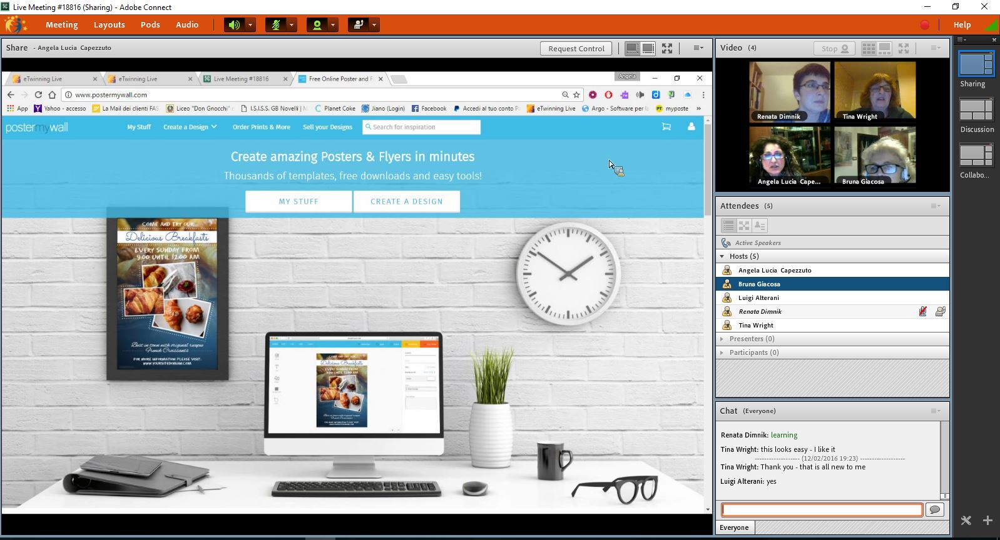 Live Meeting #18816 (Sharing) - Adobe Connect
Meeting Layouts Pods Audio Help
Share - Angela Lucia Capezzuto Request Control
eTwinning Live eTwinning Live Live Meeting #18816 Free Online Poster and F Angela
www.postermywall.com
App Yahoo - accesso La Mail dei clienti FAS Liceo "Don Gnocchi" I.S.I.S.S. GB Novelli | Planet Coke Jiano (Login) Facebook Accedi al tuo conto P eTwinning Live Argo - Software per la myposte »
postermywall My Stuff Create a Design Order Prints & More Sell your Designs Search for inspiration
Create amazing Posters & Flyers in minutes
Thousands of templates, free downloads and easy tools!
MY STUFF CREATE A DESIGN
COME AND TRY OUR...
Delicious Breakfasts
EVERY SUNDAY FROM
9:00 UNTIL 12:00 AM
Best in town with original recipes
French Croissants
FOR MORE INFORMATION PLEASE VISIT:
WWW.YOURSITEDOMAIN.COM
COME AND TRY OUR...
Delicious Breakfasts
EVERY SUNDAY FROM
9:00 UNTIL 12:00 AM
Video (4) Stop
Renata Dimnik Tina Wright
Angela Lucia Cape... Bruna Giacosa
Attendees (5)
Active Speakers
Hosts (5)
Angela Lucia Capezzuto
Bruna Giacosa
Luigi Alterani
Renata Dimnik
Tina Wright
Presenters (0)
Participants (0)
Chat (Everyone)
Renata Dimnik: learning
Tina Wright: this looks easy - I like it
------------------- (12/02/2016 19:23) -------------------
Tina Wright: Thank you - that is all new to me
Luigi Alterani: yes
Everyone
Sharing
Discussion
Collabo...